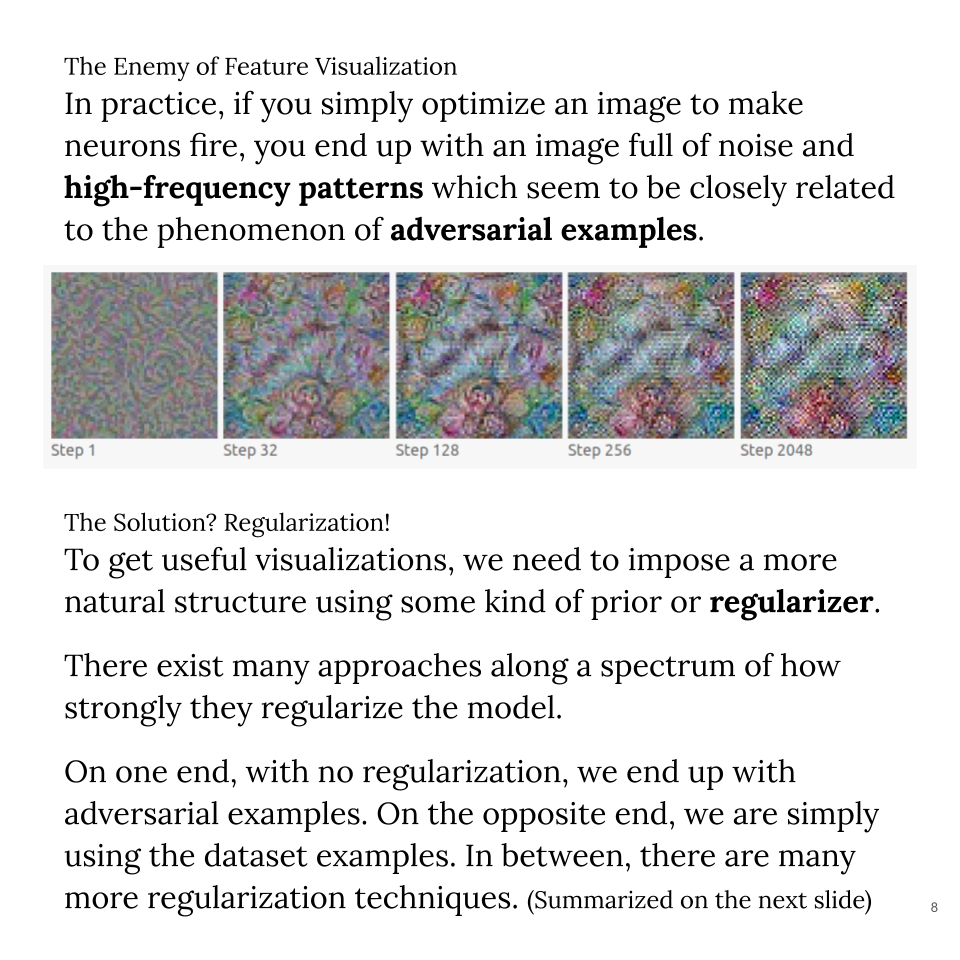 The Enemy of Feature Visualization
In practice, if you simply optimize an image to make
neurons fire, you end up with an image full of noise and
high-frequency patterns which seem to be closely related
to the phenomenon of adversarial examples.
Step 1 Step 32 Step 128 Step 256 Step 2048
The Solution? Regularization!
To get useful visualizations, we need to impose a more
natural structure using some kind of prior or regularizer.
There exist many approaches along a spectrum of how
strongly they regularize the model.
On one end, with no regularization, we end up with
adversarial examples. On the opposite end, we are simply
using the dataset examples. In between, there are many
more regularization techniques. (Summarized on the next slide)
8